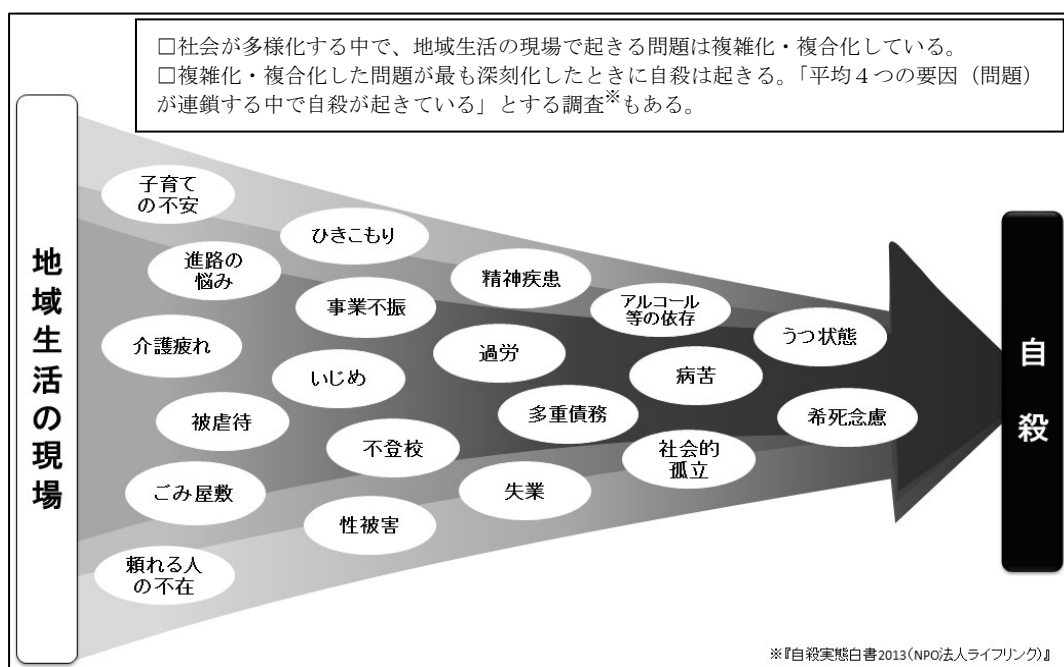 □社会が多様化する中で、地域生活の現場で起きる問題は複雑化・複合化している。
□複雑化・複合化した問題が最も深刻化したときに自殺は起きる。「平均４つの要因（問題）
が連鎖する中で自殺が起きている」とする調査※もある。
地域生活の現場
子育て
の不安
進路の
悩み
介護疲れ
被虐待
ごみ屋敷
頼れる人
の不在
ひきこもり
事業不振
いじめ
不登校
性被害
精神疾患
過労
多重債務
失業
アルコール
等の依存
病苦
社会的
孤立
うつ状態
希死念慮
自殺
※『自殺実態白書2013(NPO法人ライフリンク)』